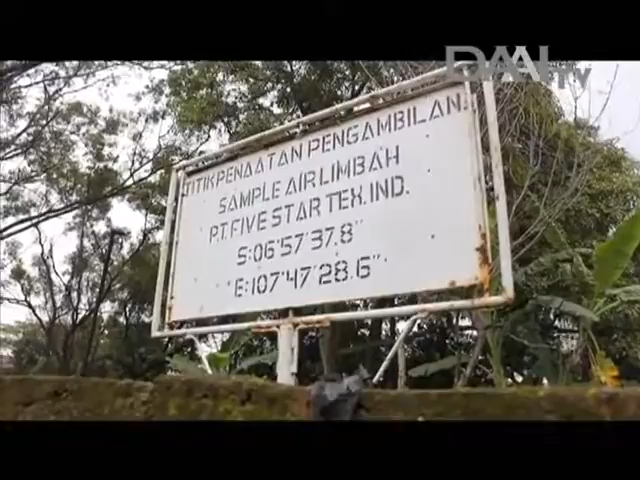 DAAI tv
TITIK PENAATAN PENGAMBILAN
SAMPLE AIR LIMBAH
P.T. FIVE STAR TEX. IND.
S:06°57'37.8"
E:107°47'28.6"